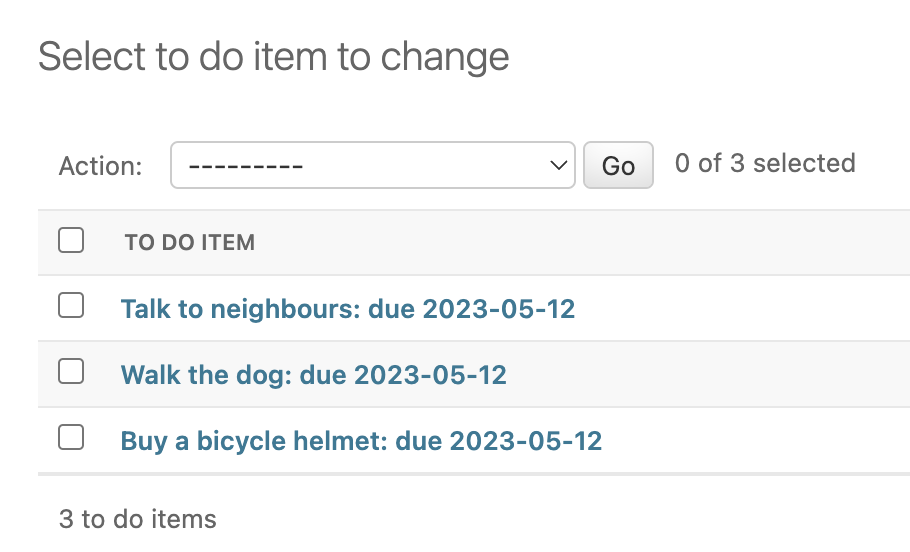 Select to do item to change
Action: --------- Go 0 of 3 selected
TO DO ITEM
Talk to neighbours: due 2023-05-12
Walk the dog: due 2023-05-12
Buy a bicycle helmet: due 2023-05-12
3 to do items